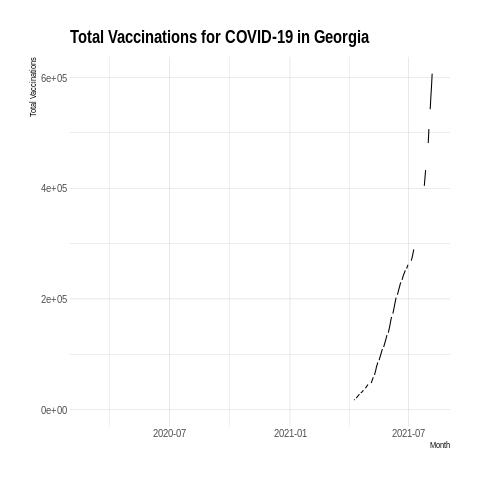 Total Vaccinations for COVID-19 in Georgia
Total Vaccinations
6e+05
4e+05
2e+05
0e+00
2020-07 2021-01 2021-07
Month